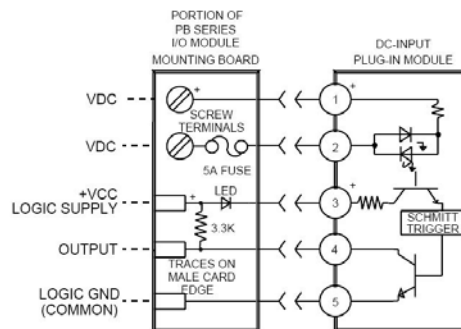 PORTION OF
PB SERIES
I/O MODULE
MOUNTING BOARD
DC-INPUT
PLUG-IN MODULE
VDC
+
1
+
SCREW
TERMINALS
VDC
5A FUSE
2
+VCC
LOGIC SUPPLY
+
LED
3
+
SCHMITT
TRIGGER
3.3K
OUTPUT
4
TRACES ON
MALE CARD
EDGE
LOGIC GND
(COMMON)
5